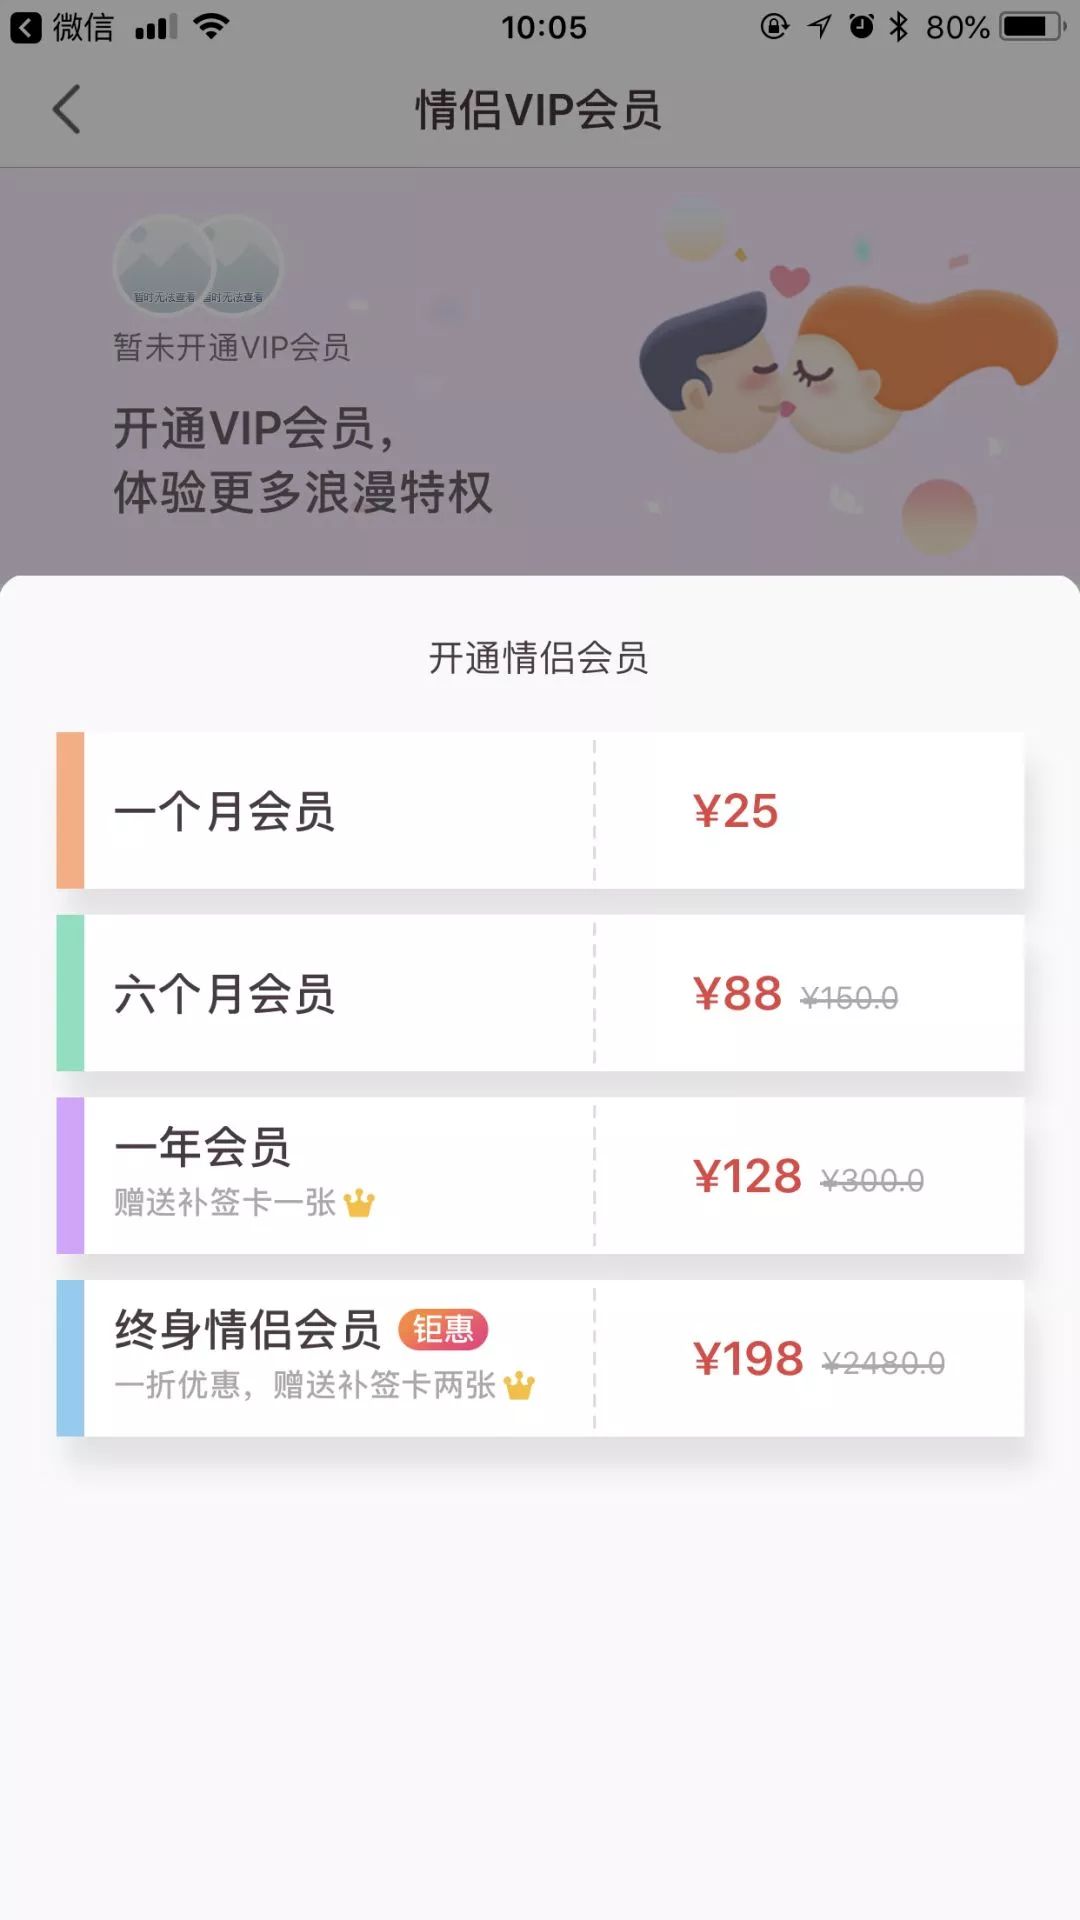 微信 10:05 80%
情侣VIP会员
暂时无法查看 暂时无法查看
暂未开通VIP会员
开通VIP会员，
体验更多浪漫特权
开通情侣会员
一个月会员 ¥25
六个月会员 ¥88 ¥150.0
一年会员
赠送补签卡一张
¥128 ¥300.0
终身情侣会员 钜惠
一折优惠，赠送补签卡两张
¥198 ¥2480.0